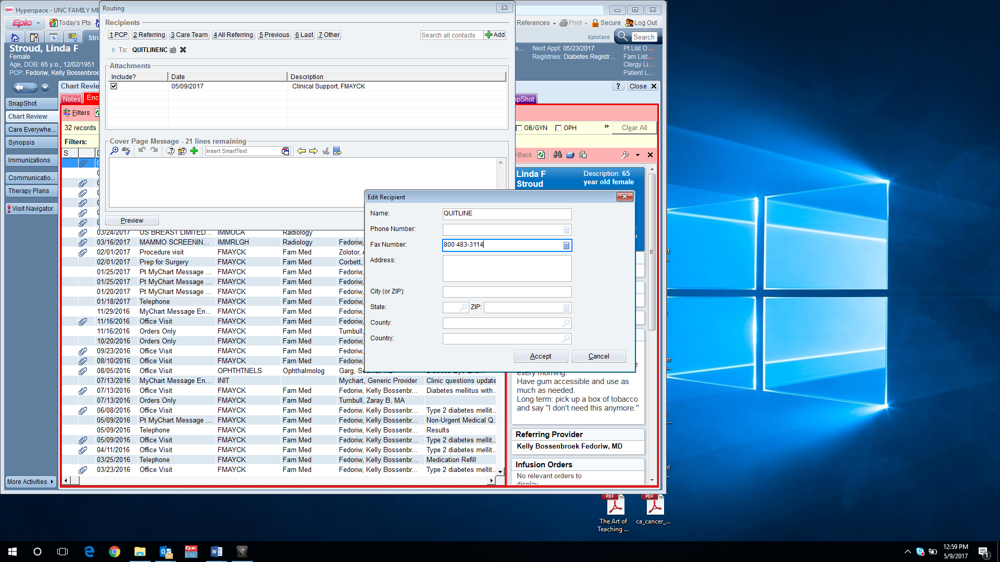 Epic Hyperspace - UNC FAMILY ME
Epic
Today's Pts
References
Print
Secure
Log Out
EpicCare
Search
Stroud, Linda F
Female
Age, DOB: 65 y.o., 12/02/1951
PCP: Fedoriw, Kelly Bossenbroe
Next Appt: 05/23/2017
Registries: Diabetes Registr...
Pt List O...
Fam List...
Clergy Li...
Patient L...
SnapShot
Chart Review
Care Everywhe...
Synopsis
Immunizations
Communicatio...
Therapy Plans
Visit Navigator
More Activities
Chart Revie
? Close X
Notes
Enc
pShot
Filters
32 records
OB/GYN
OPH
»
Clear All
Filters:
S
Back
Routing
Recipients
1 PCP
2 Referring
3 Care Team
4 All Referring
5 Previous
6 Last
7 Other
Search all contacts
Add
To: QUITLINENC
Attachments
Include? Date Description
05/09/2017 Clinical Support, FMAYCK
Cover Page Message - 21 lines remaining
abc
Insert SmartText
Preview
Edit Recipient
Name: QUITLINE
Phone Number:
Fax Number: 800 483-3114
Address:
City (or ZIP):
State: ZIP:
County:
Country:
Accept Cancel
03/24/2017 US BREAST LIMITED... IMMUCA Radiology
03/16/2017 MAMMO SCREENIN... IMMRLGH Radiology Fedoriw,
02/01/2017 Procedure visit FMAYCK Fam Med Zolotor, A
02/01/2017 Prep for Surgery FMAYCK Fam Med Corbett,
01/25/2017 Pt MyChart Message ... FMAYCK Fam Med Fedoriw,
01/25/2017 Pt MyChart Message ... FMAYCK Fam Med Fedoriw,
01/20/2017 Pt MyChart Message ... FMAYCK Fam Med Fedoriw,
01/18/2017 Telephone FMAYCK Fam Med Fedoriw,
11/29/2016 MyChart Message En... FMAYCK Fam Med Fedoriw,
11/16/2016 Office Visit FMAYCK Fam Med Fedoriw,
11/16/2016 Orders Only FMAYCK Fam Med Turnbull,
10/20/2016 Orders Only FMAYCK Fam Med Fedoriw,
09/23/2016 Office Visit FMAYCK Fam Med Fedoriw,
08/10/2016 Office Visit FMAYCK Fam Med Fedoriw,
08/05/2016 Office Visit OPHTHTNELS Ophthalmolog Garg,
07/13/2016 MyChart Message En... INIT Mychart, Generic Provider Clinic questions update
07/13/2016 Office Visit FMAYCK Fam Med Fedoriw, Kelly Bossenbr... Diabetes mellitus with...
07/13/2016 Orders Only FMAYCK Fam Med Turnbull, Zaray B, MA
06/08/2016 Office Visit FMAYCK Fam Med Fedoriw, Kelly Bossenbr... Type 2 diabetes mellit...
05/09/2016 Pt MyChart Message ... FMAYCK Fam Med Fedoriw, Kelly Bossenbr... Non-Urgent Medical Q...
05/09/2016 Telephone FMAYCK Fam Med Fedoriw, Kelly Bossenbr... Results
05/09/2016 Office Visit FMAYCK Fam Med Fedoriw, Kelly Bossenbr... Type 2 diabetes mellit...
04/11/2016 Office Visit FMAYCK Fam Med Fedoriw, Kelly Bossenbr... Type 2 diabetes mellit...
03/25/2016 Telephone FMAYCK Fam Med Fedoriw, Kelly Bossenbr... Medication Refill
03/23/2016 Office Visit FMAYCK Fam Med Fedoriw, Kelly Bossenbr... Type 2 diabetes mellit...
Linda F
Stroud
Description: 65
year old female
every morning.
Have gum accessible and use as
much as needed.
Long term: pick up a box of tobacco
and say "I don't need this anymore."
Referring Provider
Kelly Bossenbroek Fedoriw, MD
Infusion Orders
No relevant orders to
display
PDF
The Art of
Teaching ...
PDF
ca_cancer_...
Epic
UNC
12:59 PM
5/9/2017
1